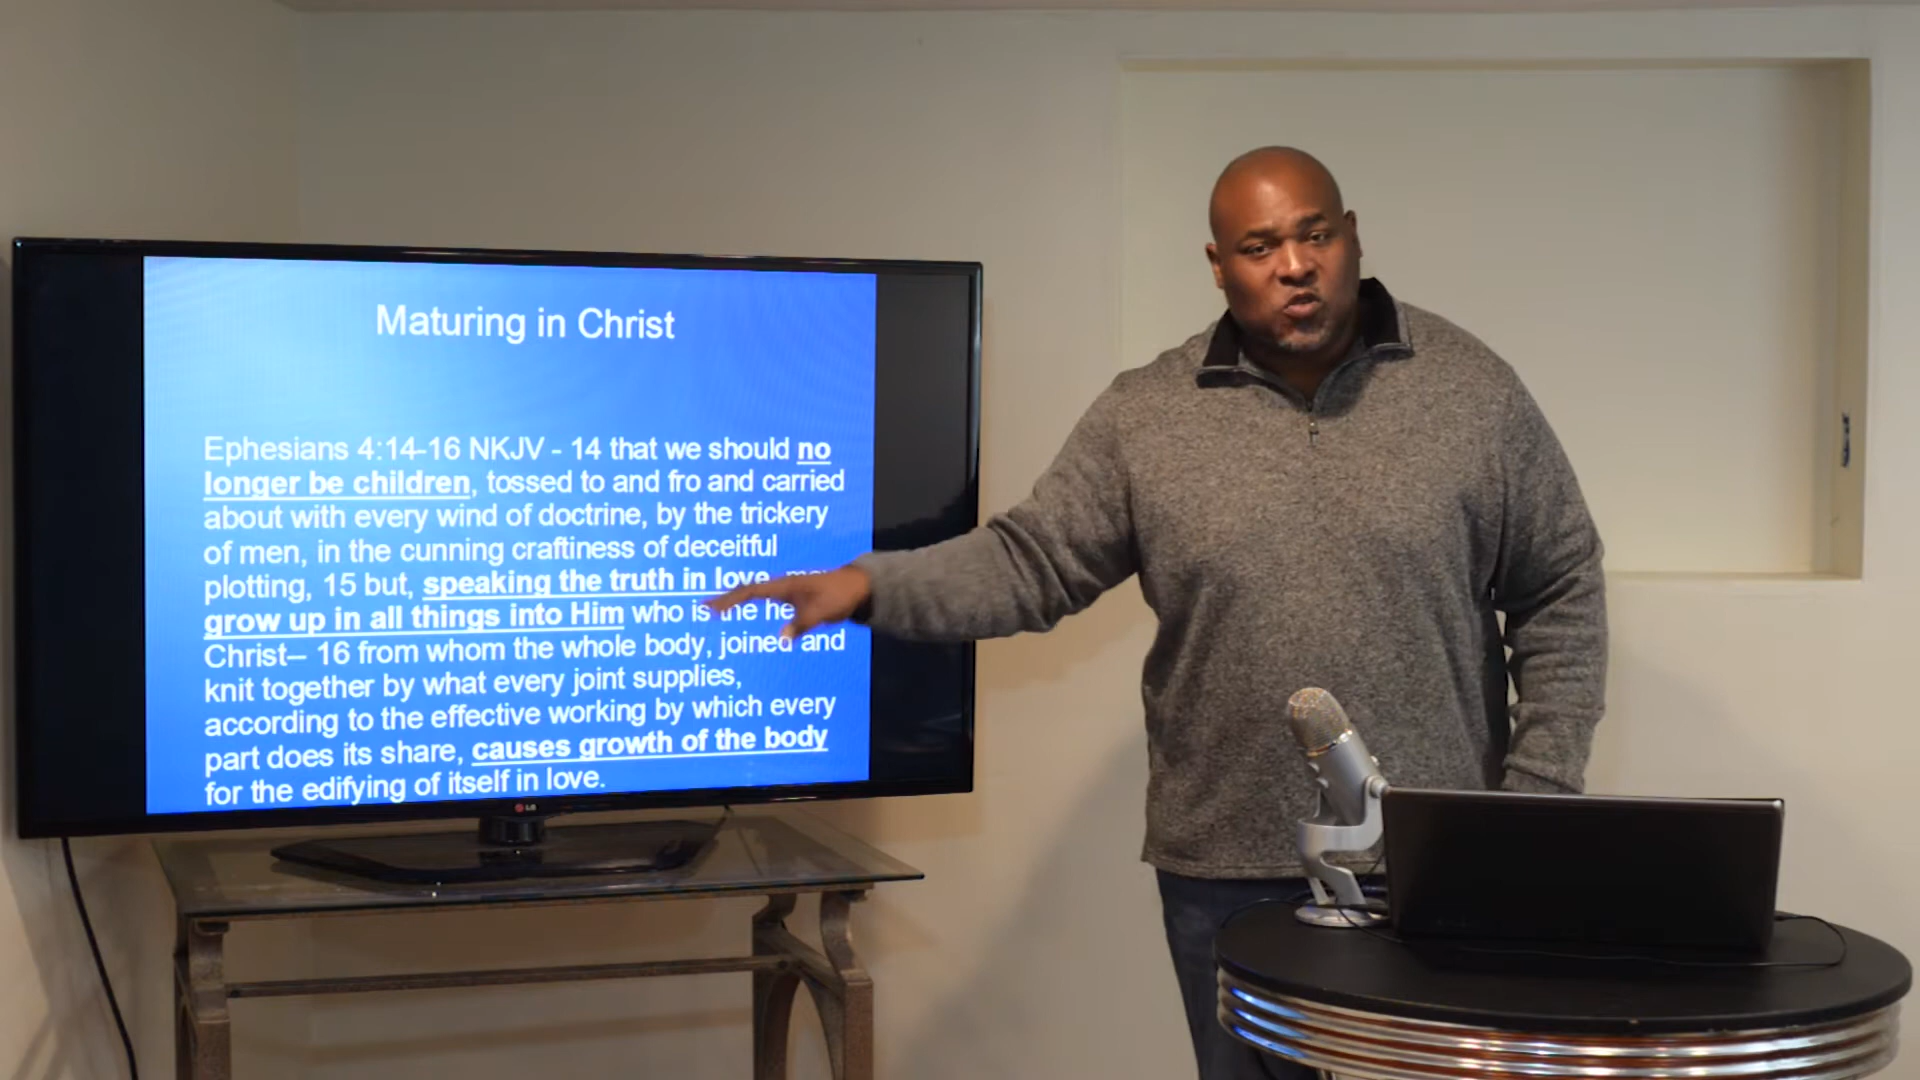 Maturing in Christ
Ephesians 4:14-16 NKJV - 14 that we should no
longer be children, tossed to and fro and carried
about with every wind of doctrine, by the trickery
of men, in the cunning craftiness of deceitful
plotting, 15 but, speaking the truth in love,
grow up in all things into Him who is the
Christ– 16 from whom the whole body, joined and
knit together by what every joint supplies,
according to the effective working by which every
part does its share, causes growth of the body
for the edifying of itself in love.
LG